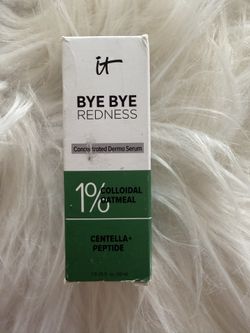 it
BYE BYE
REDNESS
Concentrated Derma Serum
1% COLLOIDAL
OATMEAL
CENTELLA+
PEPTIDE